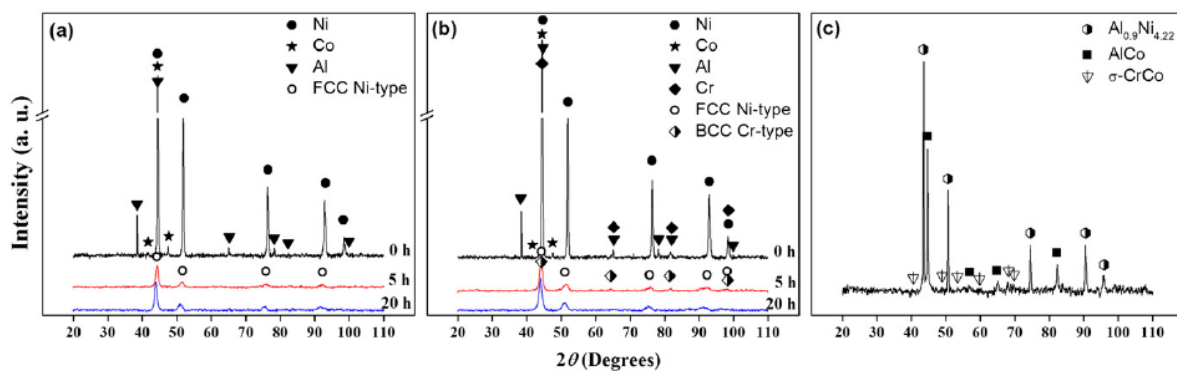 (a)
Ni
Co
Al
FCC Ni-type
0 h
5 h
20 h
20 30 40 50 60 70 80 90 100 110
(b)
Ni
Co
Al
Cr
FCC Ni-type
BCC Cr-type
0 h
5 h
20 h
20 30 40 50 60 70 80 90 100 110
(c)
Al0.9Ni4.22
AlCo
σ-CrCo
20 30 40 50 60 70 80 90 100 110
Intensity (a. u.)
2θ (Degrees)